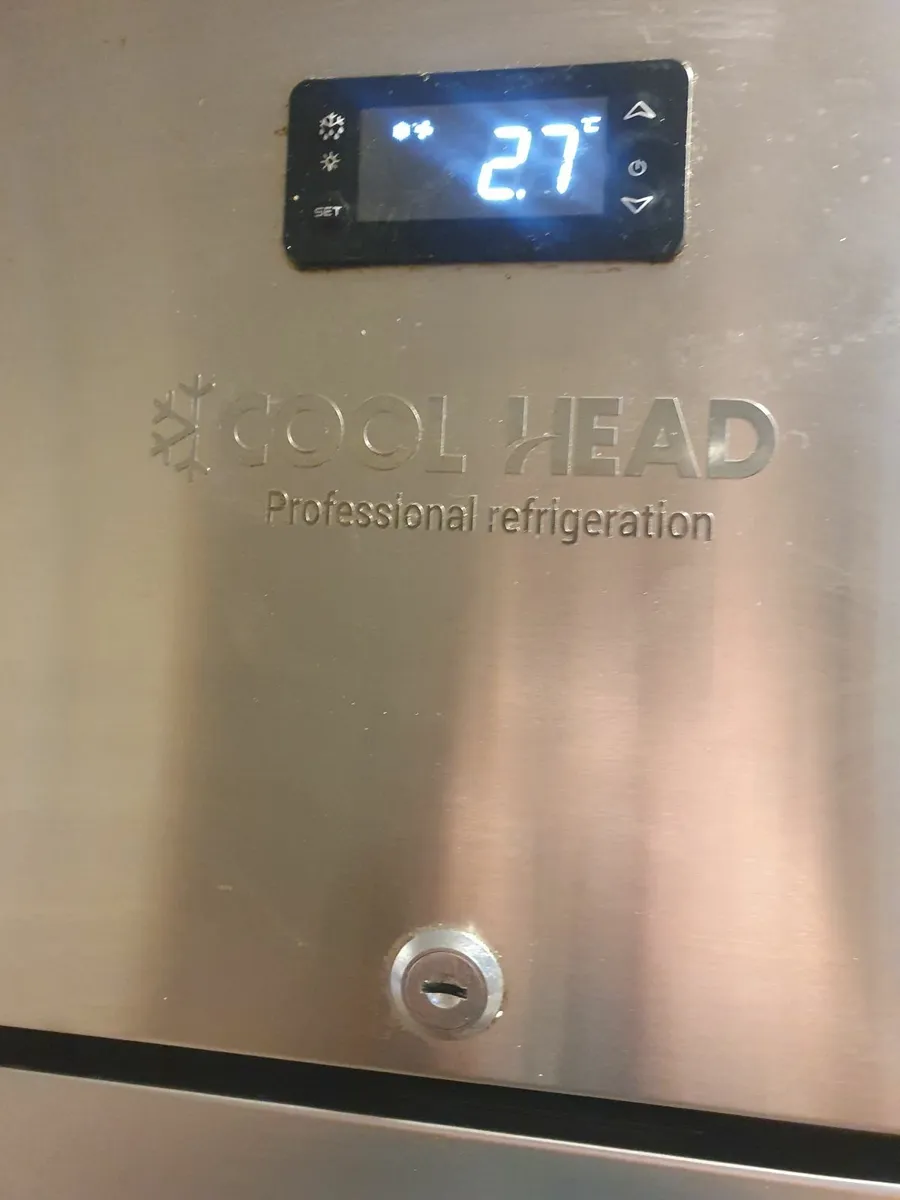 2.7 °C
SET
COOL HEAD
Professional refrigeration